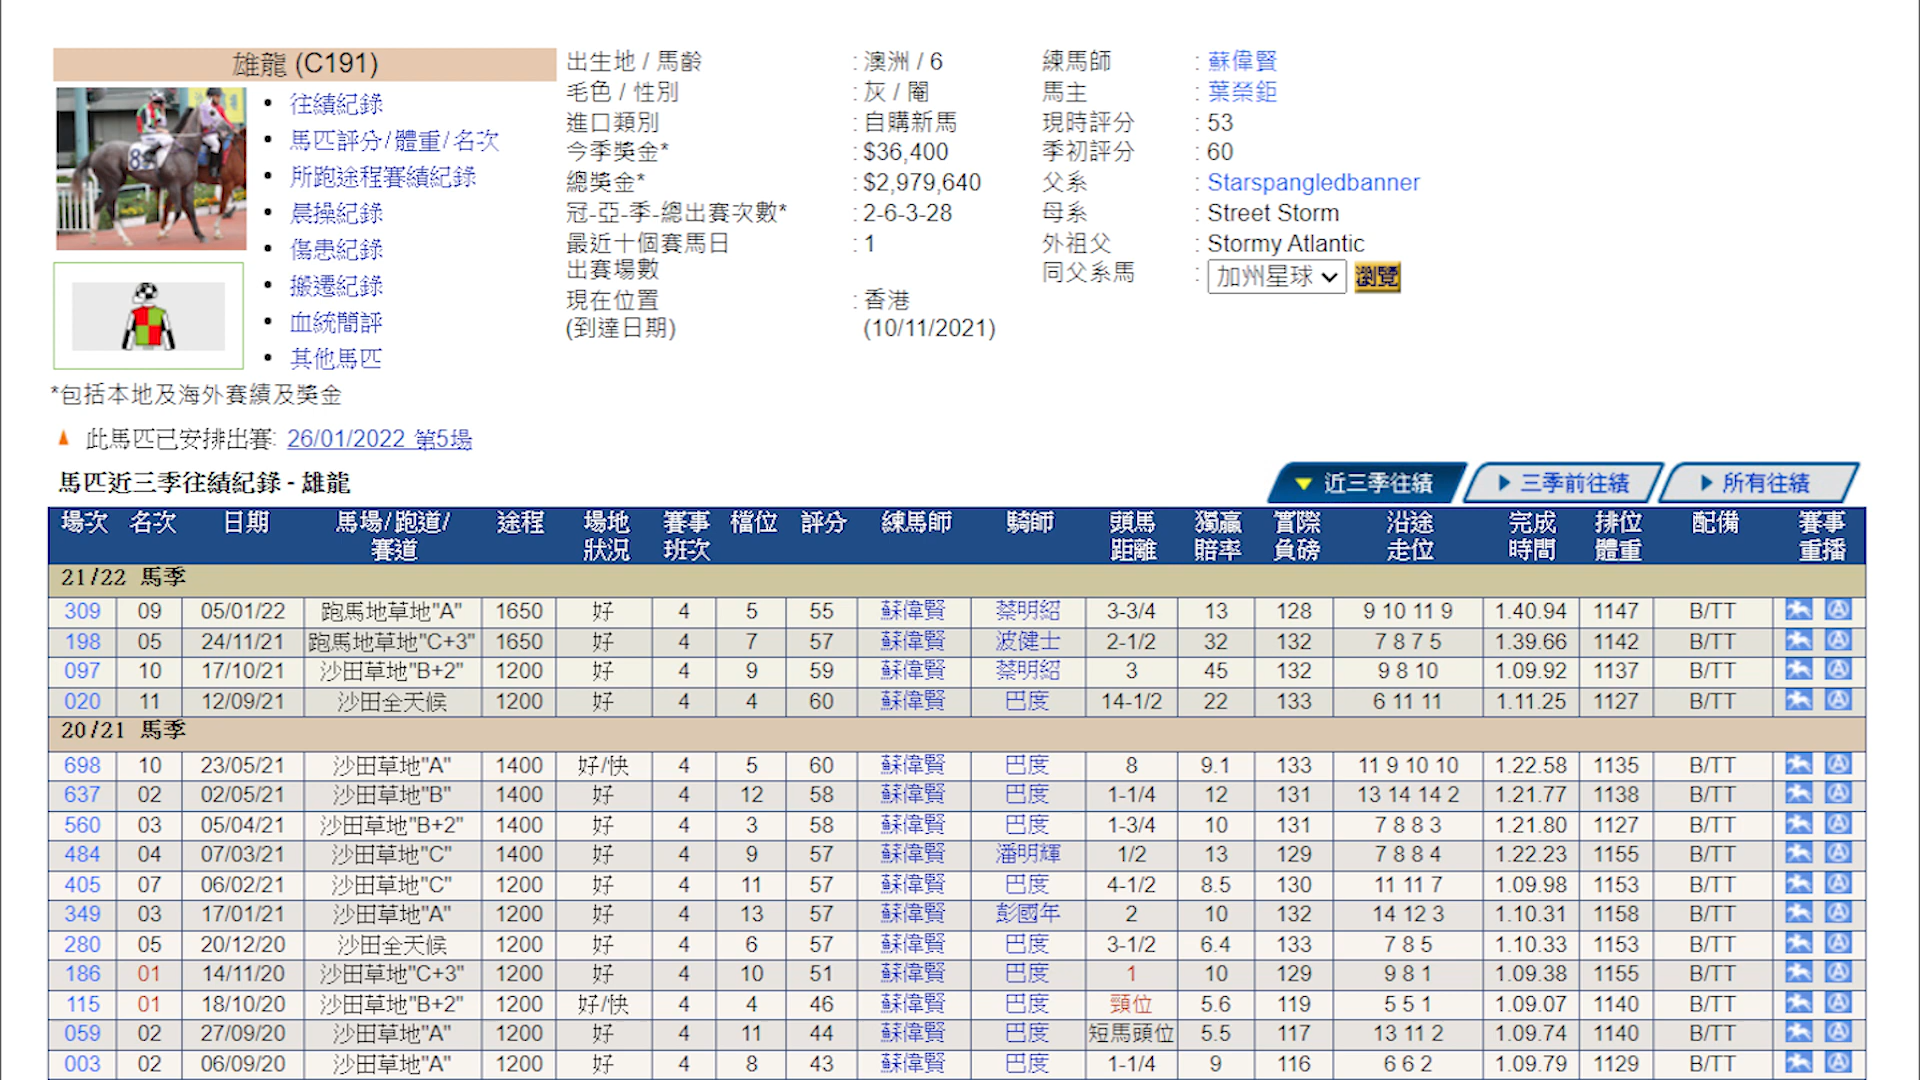 雄龍 (C191)
往績紀錄
馬匹評分/體重/名次
所跑途程賽績紀錄
晨操紀錄
傷患紀錄
搬遷紀錄
血統簡評
其他馬匹
出生地 / 馬齡 : 澳洲 / 6
毛色 / 性別 : 灰 / 閹
進口類別 : 自購新馬
今季獎金* : $36,400
總獎金* : $2,979,640
冠-亞-季-總出賽次數* : 2-6-3-28
最近十個賽馬日 : 1
出賽場數
現在位置 : 香港
(到達日期) (10/11/2021)
練馬師 : 蘇偉賢
馬主 : 葉榮鉅
現時評分 : 53
季初評分 : 60
父系 : Starspangledbanner
母系 : Street Storm
外祖父 : Stormy Atlantic
同父系馬 : 加州星球 瀏覽
*包括本地及海外賽績及獎金
此馬匹已安排出賽: 26/01/2022 第5場
馬匹近三季往績紀錄 - 雄龍 近三季往績 三季前往績 所有往績
場次 名次 日期 馬場/跑道/ 途程 場地 賽事 檔位 評分 練馬師 騎師 頭馬 獨贏 實際 沿途 完成 排位 配備 賽事
賽道 狀況 班次 距離 賠率 負磅 走位 時間 體重 重播
21/22 馬季
309 09 05/01/22 跑馬地草地"A" 1650 好 4 5 55 蘇偉賢 蔡明紹 3-3/4 13 128 9 10 11 9 1.40.94 1147 B/TT
198 05 24/11/21 跑馬地草地"C+3" 1650 好 4 7 57 蘇偉賢 波健士 2-1/2 32 132 7 8 7 5 1.39.66 1142 B/TT
097 10 17/10/21 沙田草地"B+2" 1200 好 4 9 59 蘇偉賢 蔡明紹 3 45 132 9 8 10 1.09.92 1137 B/TT
020 11 12/09/21 沙田全天候 1200 好 4 4 60 蘇偉賢 巴度 14-1/2 22 133 6 11 11 1.11.25 1127 B/TT
20/21 馬季
698 10 23/05/21 沙田草地"A" 1400 好/快 4 5 60 蘇偉賢 巴度 8 9.1 133 11 9 10 10 1.22.58 1135 B/TT
637 02 02/05/21 沙田草地"B" 1400 好 4 12 58 蘇偉賢 巴度 1-1/4 12 131 13 14 14 2 1.21.77 1138 B/TT
560 03 05/04/21 沙田草地"B+2" 1400 好 4 3 58 蘇偉賢 巴度 1-3/4 10 131 7 8 8 3 1.21.80 1127 B/TT
484 04 07/03/21 沙田草地"C" 1400 好 4 9 57 蘇偉賢 潘明輝 1/2 13 129 7 8 8 4 1.22.23 1155 B/TT
405 07 06/02/21 沙田草地"C" 1200 好 4 11 57 蘇偉賢 巴度 4-1/2 8.5 130 11 11 7 1.09.98 1153 B/TT
349 03 17/01/21 沙田草地"A" 1200 好 4 13 57 蘇偉賢 彭國年 2 10 132 14 12 3 1.10.31 1158 B/TT
280 05 20/12/20 沙田全天候 1200 好 4 6 57 蘇偉賢 巴度 3-1/2 6.4 133 7 8 5 1.10.33 1153 B/TT
186 01 14/11/20 沙田草地"C+3" 1200 好 4 10 51 蘇偉賢 巴度 1 10 129 9 8 1 1.09.38 1155 B/TT
115 01 18/10/20 沙田草地"B+2" 1200 好/快 4 4 46 蘇偉賢 巴度 頸位 5.6 119 5 5 1 1.09.07 1140 B/TT
059 02 27/09/20 沙田草地"A" 1200 好 4 11 44 蘇偉賢 巴度 短馬頭位 5.5 117 13 11 2 1.09.74 1140 B/TT
003 02 06/09/20 沙田草地"A" 1200 好 4 8 43 蘇偉賢 巴度 1-1/4 9 116 6 6 2 1.09.79 1129 B/TT